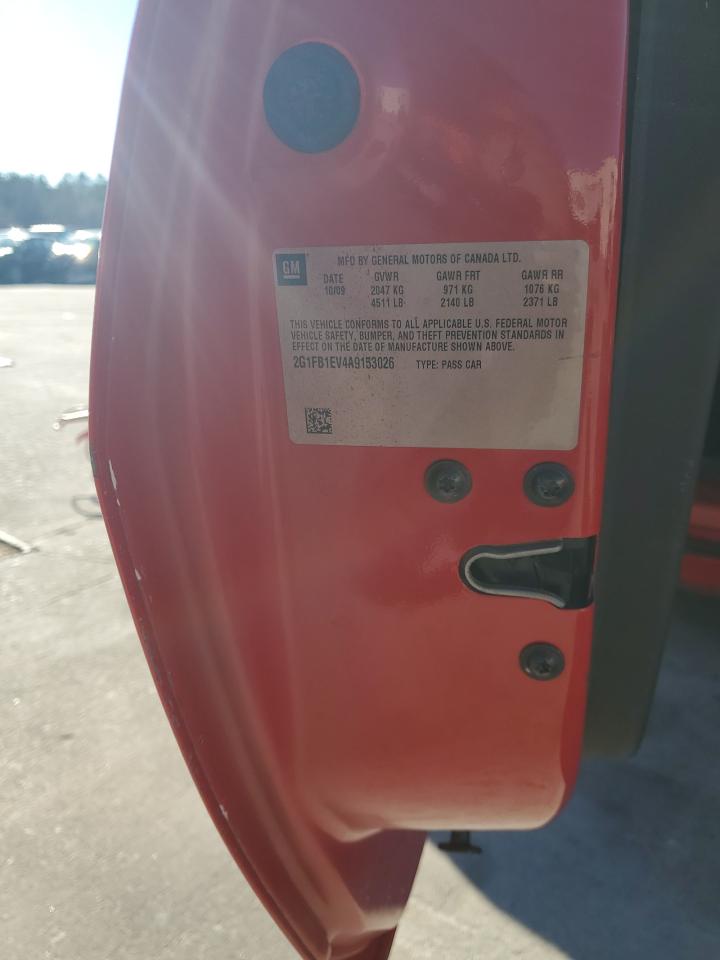 GM
MFD BY GENERAL MOTORS OF CANADA LTD.
DATE GVWR GAWR FRT GAWR RR
10/09 2047 KG 971 KG 1076 KG
4511 LB 2140 LB 2371 LB
THIS VEHICLE CONFORMS TO ALL APPLICABLE U.S. FEDERAL MOTOR
VEHICLE SAFETY, BUMPER, AND THEFT PREVENTION STANDARDS IN
EFFECT ON THE DATE OF MANUFACTURE SHOWN ABOVE.
2G1FB1EV4A9153026 TYPE: PASS CAR